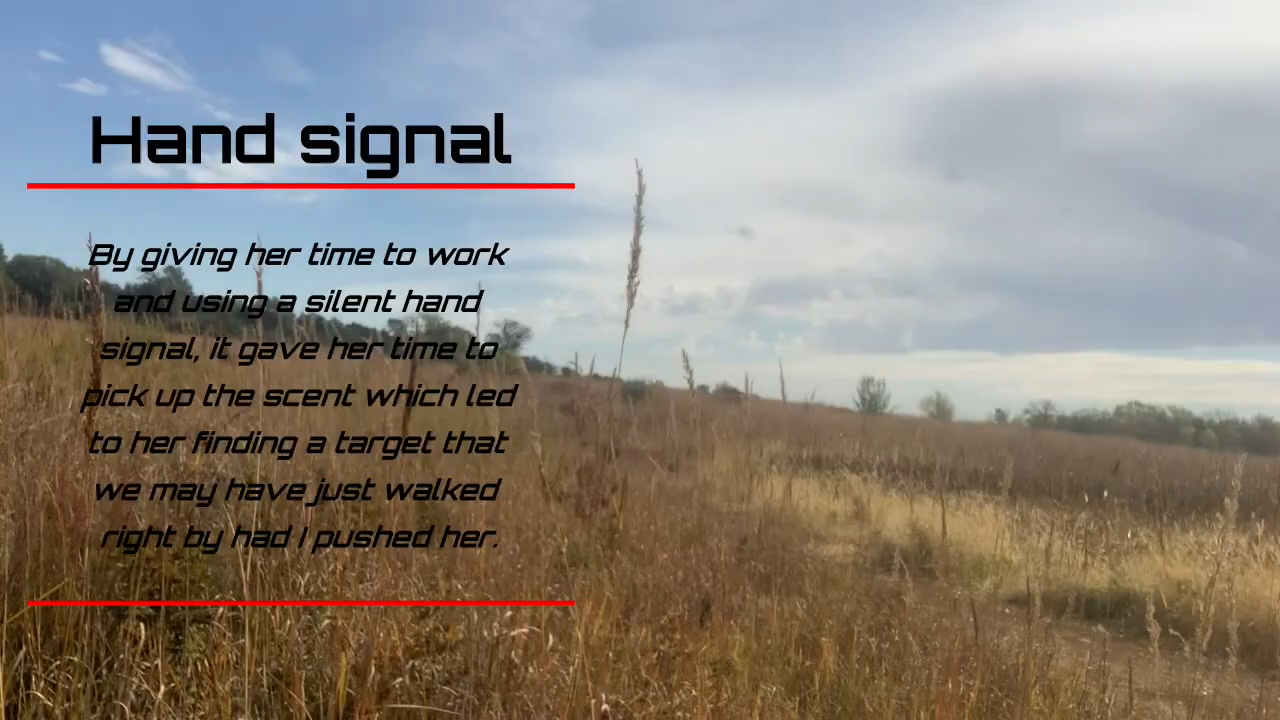 Hand signal
By giving her time to work
and using a silent hand
signal, it gave her time to
pick up the scent which led
to her finding a target that
we may have just walked
right by had I pushed her.